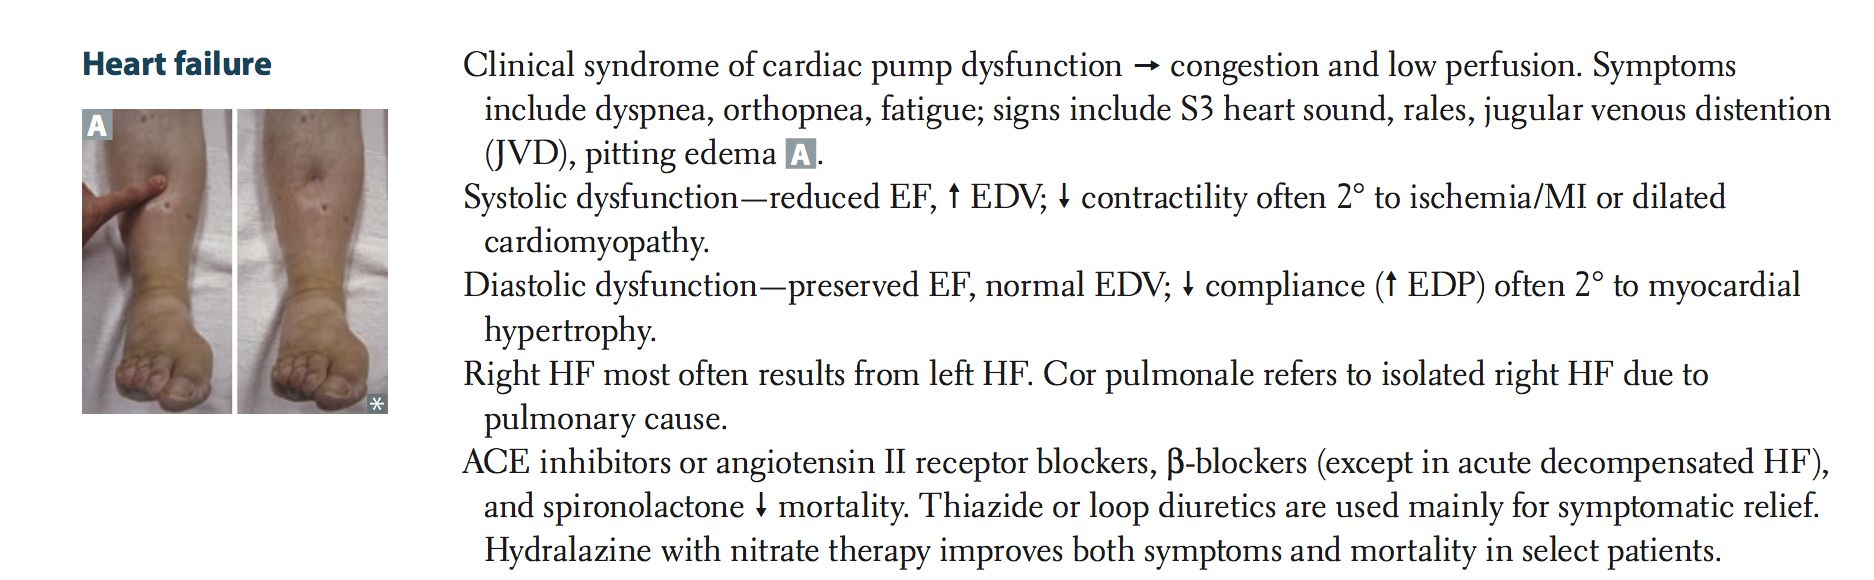 Heart failure
A
*
Clinical syndrome of cardiac pump dysfunction → congestion and low perfusion. Symptoms
include dyspnea, orthopnea, fatigue; signs include S3 heart sound, rales, jugular venous distention
(JVD), pitting edema A.
Systolic dysfunction—reduced EF, ↑ EDV; ↓ contractility often 2° to ischemia/MI or dilated
cardiomyopathy.
Diastolic dysfunction—preserved EF, normal EDV; ↓ compliance (↑ EDP) often 2° to myocardial
hypertrophy.
Right HF most often results from left HF. Cor pulmonale refers to isolated right HF due to
pulmonary cause.
ACE inhibitors or angiotensin II receptor blockers, β-blockers (except in acute decompensated HF),
and spironolactone ↓ mortality. Thiazide or loop diuretics are used mainly for symptomatic relief.
Hydralazine with nitrate therapy improves both symptoms and mortality in select patients.